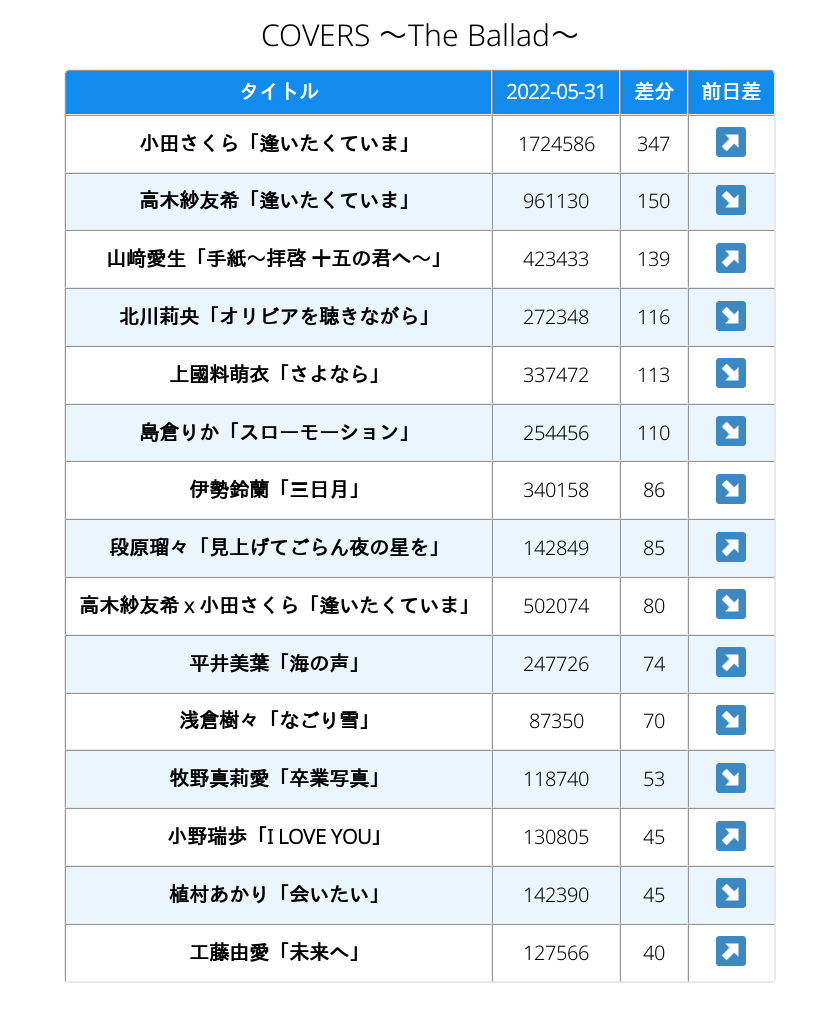 COVERS ～The Ballad～
タイトル 2022-05-31 差分 前日差
小田さくら「逢いたくていま」 1724586 347 ↗
高木紗友希「逢いたくていま」 961130 150 ↘
山﨑愛生「手紙～拝啓 十五の君へ～」 423433 139 ↗
北川莉央「オリビアを聴きながら」 272348 116 ↘
上國料萌衣「さよなら」 337472 113 ↘
島倉りか「スローモーション」 254456 110 ↘
伊勢鈴蘭「三日月」 340158 86 ↘
段原瑠々「見上げてごらん夜の星を」 142849 85 ↗
高木紗友希 x 小田さくら「逢いたくていま」 502074 80 ↘
平井美葉「海の声」 247726 74 ↗
浅倉樹々「なごり雪」 87350 70 ↘
牧野真莉愛「卒業写真」 118740 53 ↘
小野瑞歩「I LOVE YOU」 130805 45 ↗
植村あかり「会いたい」 142390 45 ↘
工藤由愛「未来へ」 127566 40 ↗